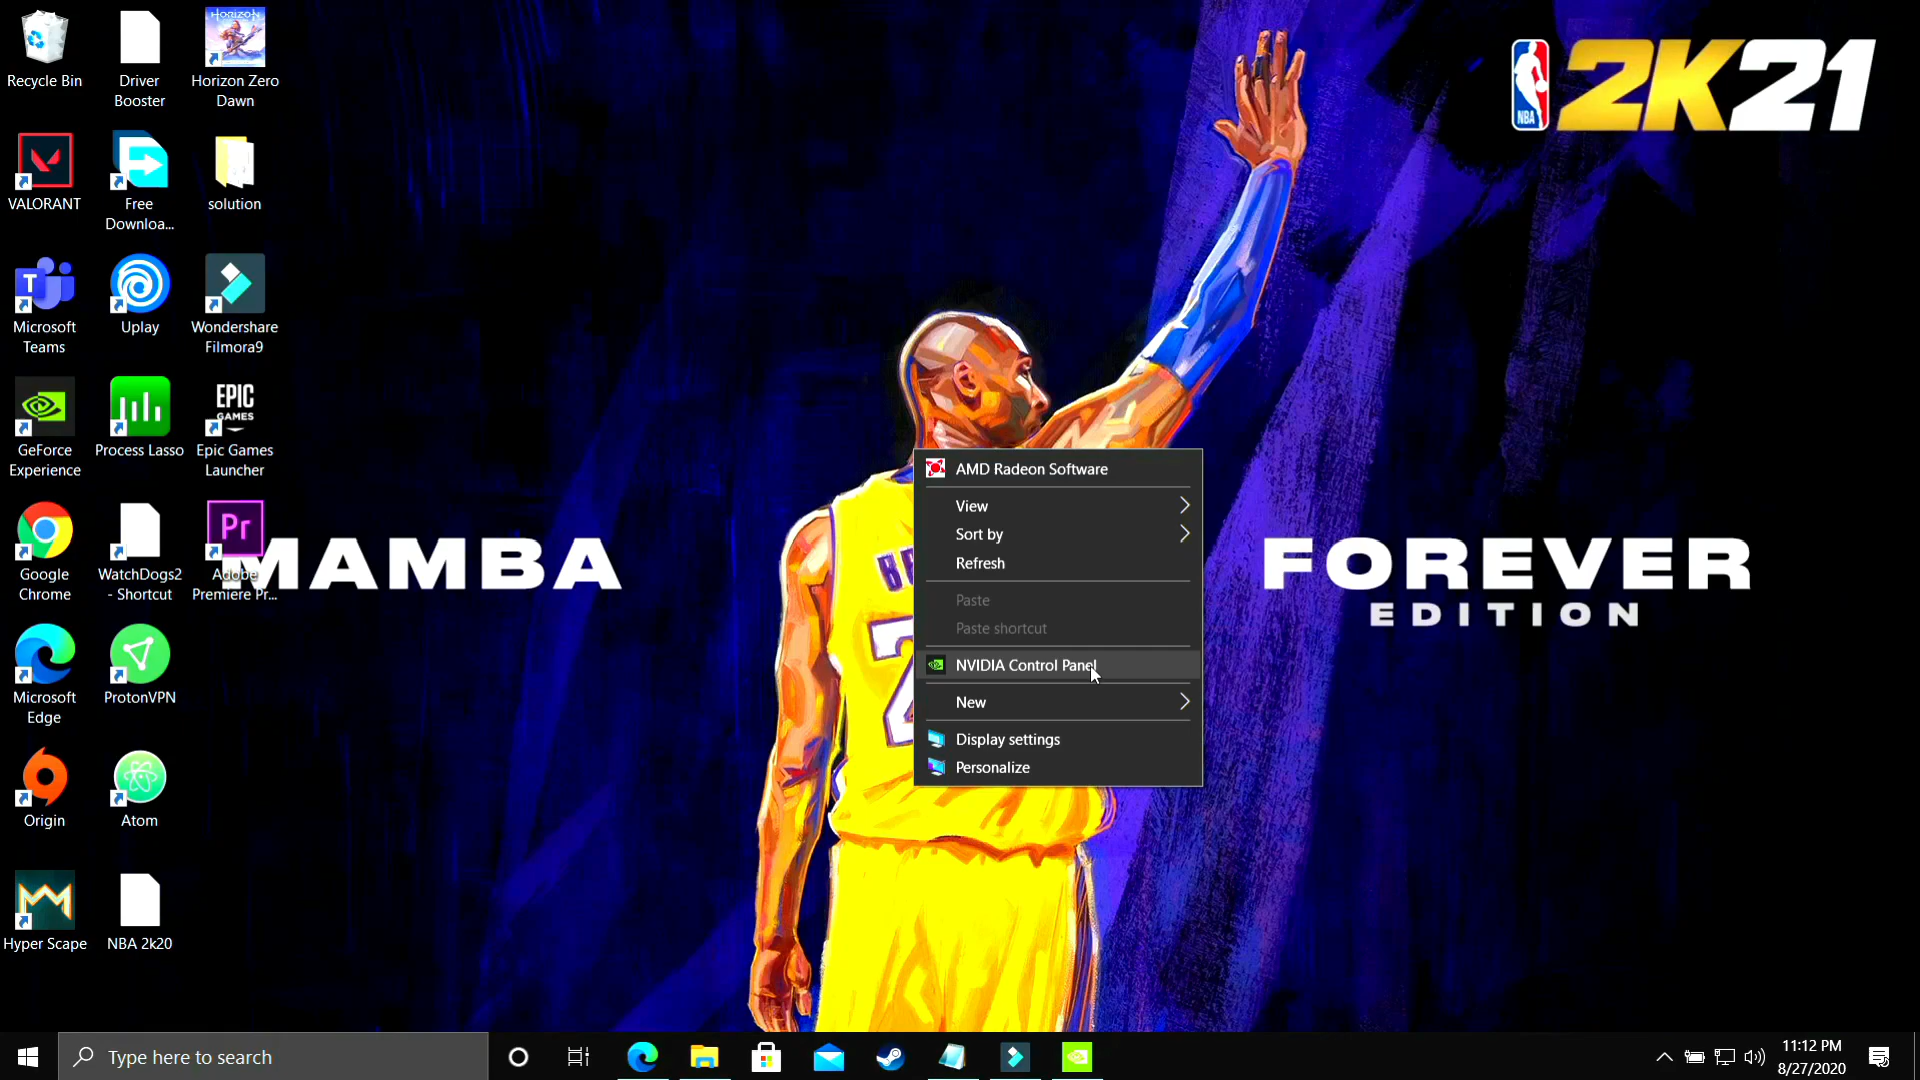 Recycle Bin
Driver
Booster
HORIZON
Horizon Zero
Dawn
NBA
2K21
VALORANT
Free
Downloa...
solution
T
Microsoft
Teams
Uplay
Wondershare
Filmora9
GeForce
Experience
Process Lasso
EPIC
GAMES
Epic Games
Launcher
Google
Chrome
WatchDogs2
- Shortcut
Pr
Adobe
Premiere Pr...
MAMBA
FOREVER
EDITION
AMD Radeon Software
View
Sort by
Refresh
Paste
Paste shortcut
NVIDIA Control Panel
New
Display settings
Personalize
Microsoft
Edge
ProtonVPN
Origin
Atom
Hyper Scape
NBA 2k20
Type here to search
11:12 PM
8/27/2020